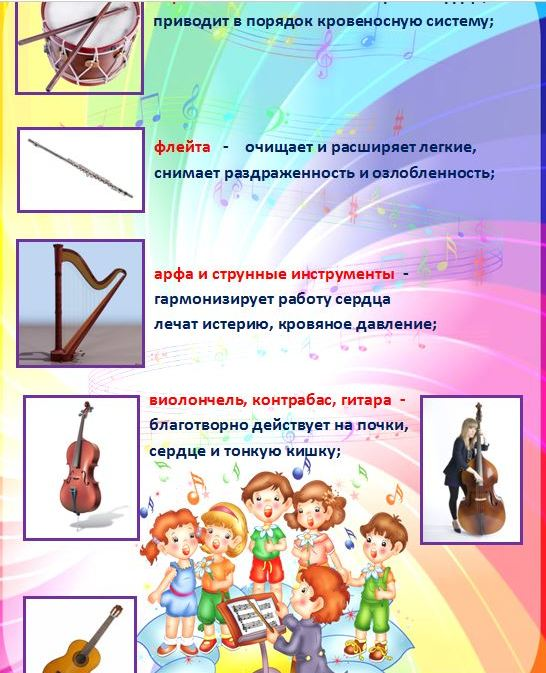 приводит в порядок кровеносную систему;
флейта - очищает и расширяет легкие,
снимает раздраженность и озлобленность;
арфа и струнные инструменты -
гармонизирует работу сердца
лечат истерию, кровяное давление;
виолончель, контрабас, гитара -
благотворно действует на почки,
сердце и тонкую кишку;